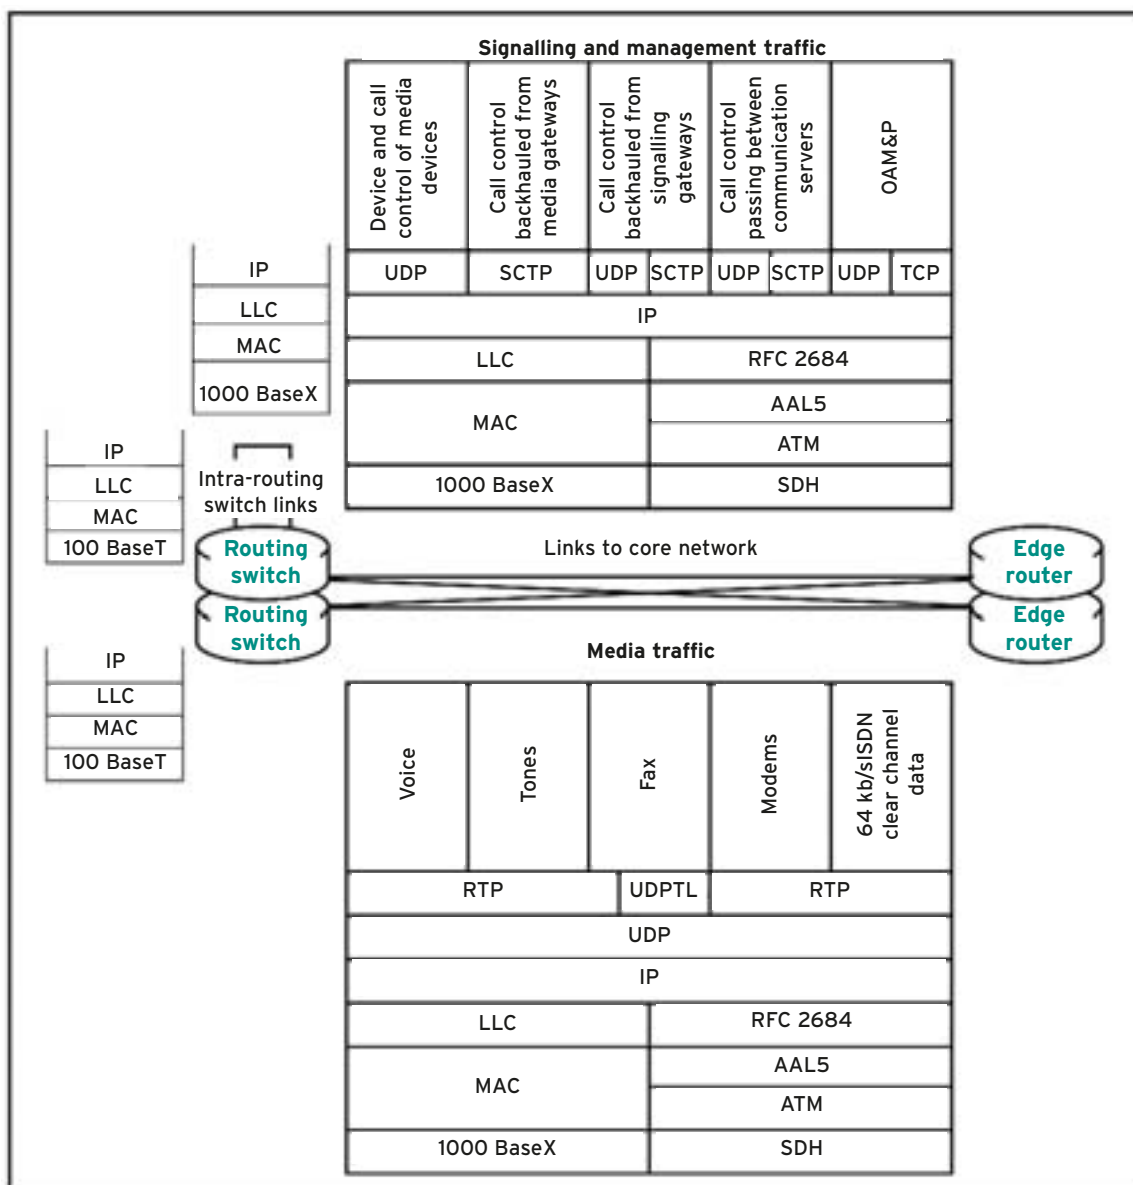 Signalling and management traffic
Device and call
control of media
devices
Call control
backhauled from
media gateways
Call control
backhauled from
signalling
gateways
Call control
passing between
communication
servers
OAM&P
UDP
SCTP
UDP
SCTP
UDP
SCTP
UDP
TCP
IP
LLC
RFC 2684
MAC
AAL5
ATM
1000 BaseX
SDH
IP
LLC
MAC
1000 BaseX
IP
LLC
MAC
100 BaseT
Intra-routing
switch links
Routing
switch
Routing
switch
Links to core network
Edge
router
Edge
router
IP
LLC
MAC
100 BaseT
Media traffic
Voice
Tones
Fax
Modems
64 kb/sISDN
clear channel
data
RTP
UDPTL
RTP
UDP
IP
LLC
RFC 2684
MAC
AAL5
ATM
1000 BaseX
SDH